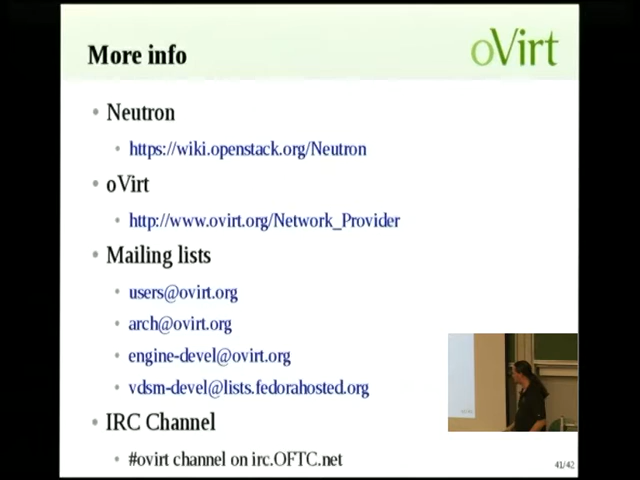 More info
oVirt
• Neutron
• https://wiki.openstack.org/Neutron
• oVirt
• http://www.ovirt.org/Network_Provider
• Mailing lists
• users@ovirt.org
• arch@ovirt.org
• engine-devel@ovirt.org
• vdsm-devel@lists.fedorahosted.org
• IRC Channel
• #ovirt channel on irc.OFTC.net
41/42